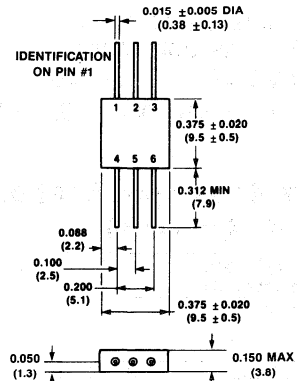 0.015 ±0.005 DIA
(0.38 ±0.13)
IDENTIFICATION
ON PIN #1
1 2 3
0.375 ±0.020
(9.5 ±0.5)
4 5 6
0.312 MIN
(7.9)
0.088
(2.2)
0.100
(2.5)
0.200
(5.1)
0.375 ±0.020
(9.5 ±0.5)
0.050
(1.3)
0.150 MAX
(3.8)